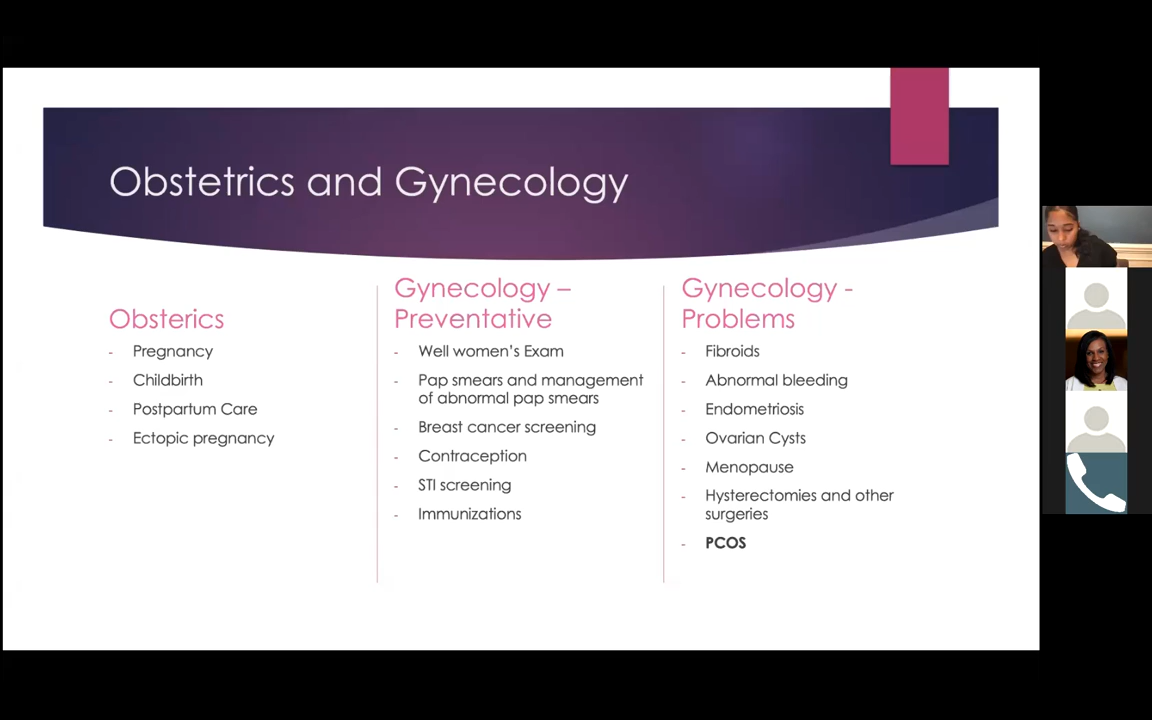 Obstetrics and Gynecology
Obsterics
- Pregnancy
- Childbirth
- Postpartum Care
- Ectopic pregnancy
Gynecology –
Preventative
- Well women's Exam
- Pap smears and management
of abnormal pap smears
- Breast cancer screening
- Contraception
- STI screening
- Immunizations
Gynecology -
Problems
- Fibroids
- Abnormal bleeding
- Endometriosis
- Ovarian Cysts
- Menopause
- Hysterectomies and other
surgeries
- PCOS